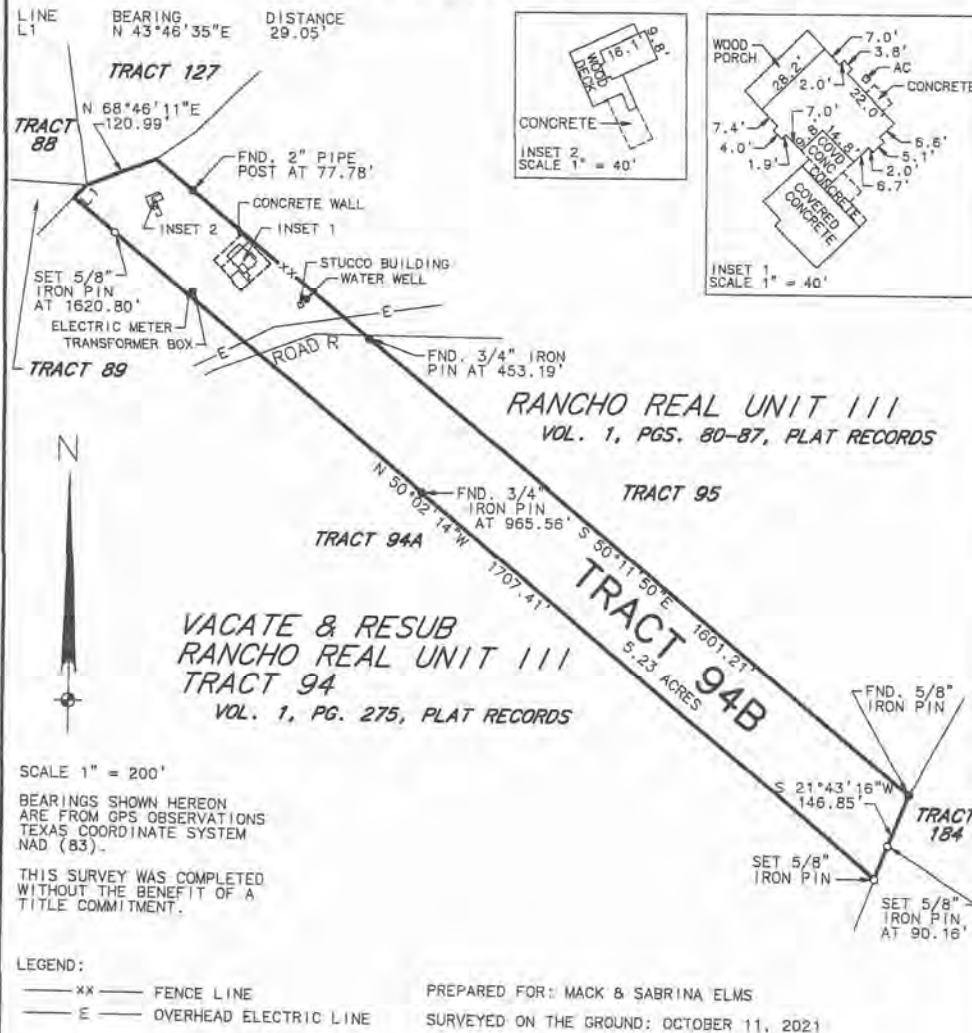 LINE BEARING DISTANCE
L1 N 43°46'35"E 29.05'
TRACT 127
N 68°46'11"E
120.99'
TRACT
88
FND. 2" PIPE
POST AT 77.78'
CONCRETE WALL
INSET 2
INSET 1
STUCCO BUILDING
WATER WELL
SET 5/8"
IRON PIN
AT 1620.80'
ELECTRIC METER
TRANSFORMER BOX
E
E
ROAD R
TRACT 89
FND. 3/4" IRON
PIN AT 453.19'
16.1'
9.8'
WOOD
DECK
CONCRETE
INSET 2
SCALE 1" = 40'
WOOD
PORCH
7.0'
3.8'
AC
CONCRETE
28.2'
2.0'
22.0'
7.4'
4.0'
1.9'
7.0'
14.8'
COVD
CONC
CONCRETE
6.6'
5.1'
2.0'
6.7'
COVERED
CONCRETE
INSET 1
SCALE 1" = 40'
RANCHO REAL UNIT III
VOL. 1, PGS. 80-87, PLAT RECORDS
N
FND. 3/4"
IRON PIN
AT 965.56'
TRACT 95
TRACT 94A
N 50°02'14"W 1707.41'
S 50°11'50"E 1601.21'
TRACT 94B
5.23 ACRES
VACATE & RESUB
RANCHO REAL UNIT III
TRACT 94
VOL. 1, PG. 275, PLAT RECORDS
FND. 5/8"
IRON PIN
S 21°43'16"W
146.85'
TRACT
184
SET 5/8"
IRON PIN
SET 5/8"
IRON PIN
AT 90.16'
SCALE 1" = 200'
BEARINGS SHOWN HEREON
ARE FROM GPS OBSERVATIONS
TEXAS COORDINATE SYSTEM
NAD (83).
THIS SURVEY WAS COMPLETED
WITHOUT THE BENEFIT OF A
TITLE COMMITMENT.
LEGEND:
xx FENCE LINE
E OVERHEAD ELECTRIC LINE
PREPARED FOR: MACK & SABRINA ELMS
SURVEYED ON THE GROUND: OCTOBER 11, 2021